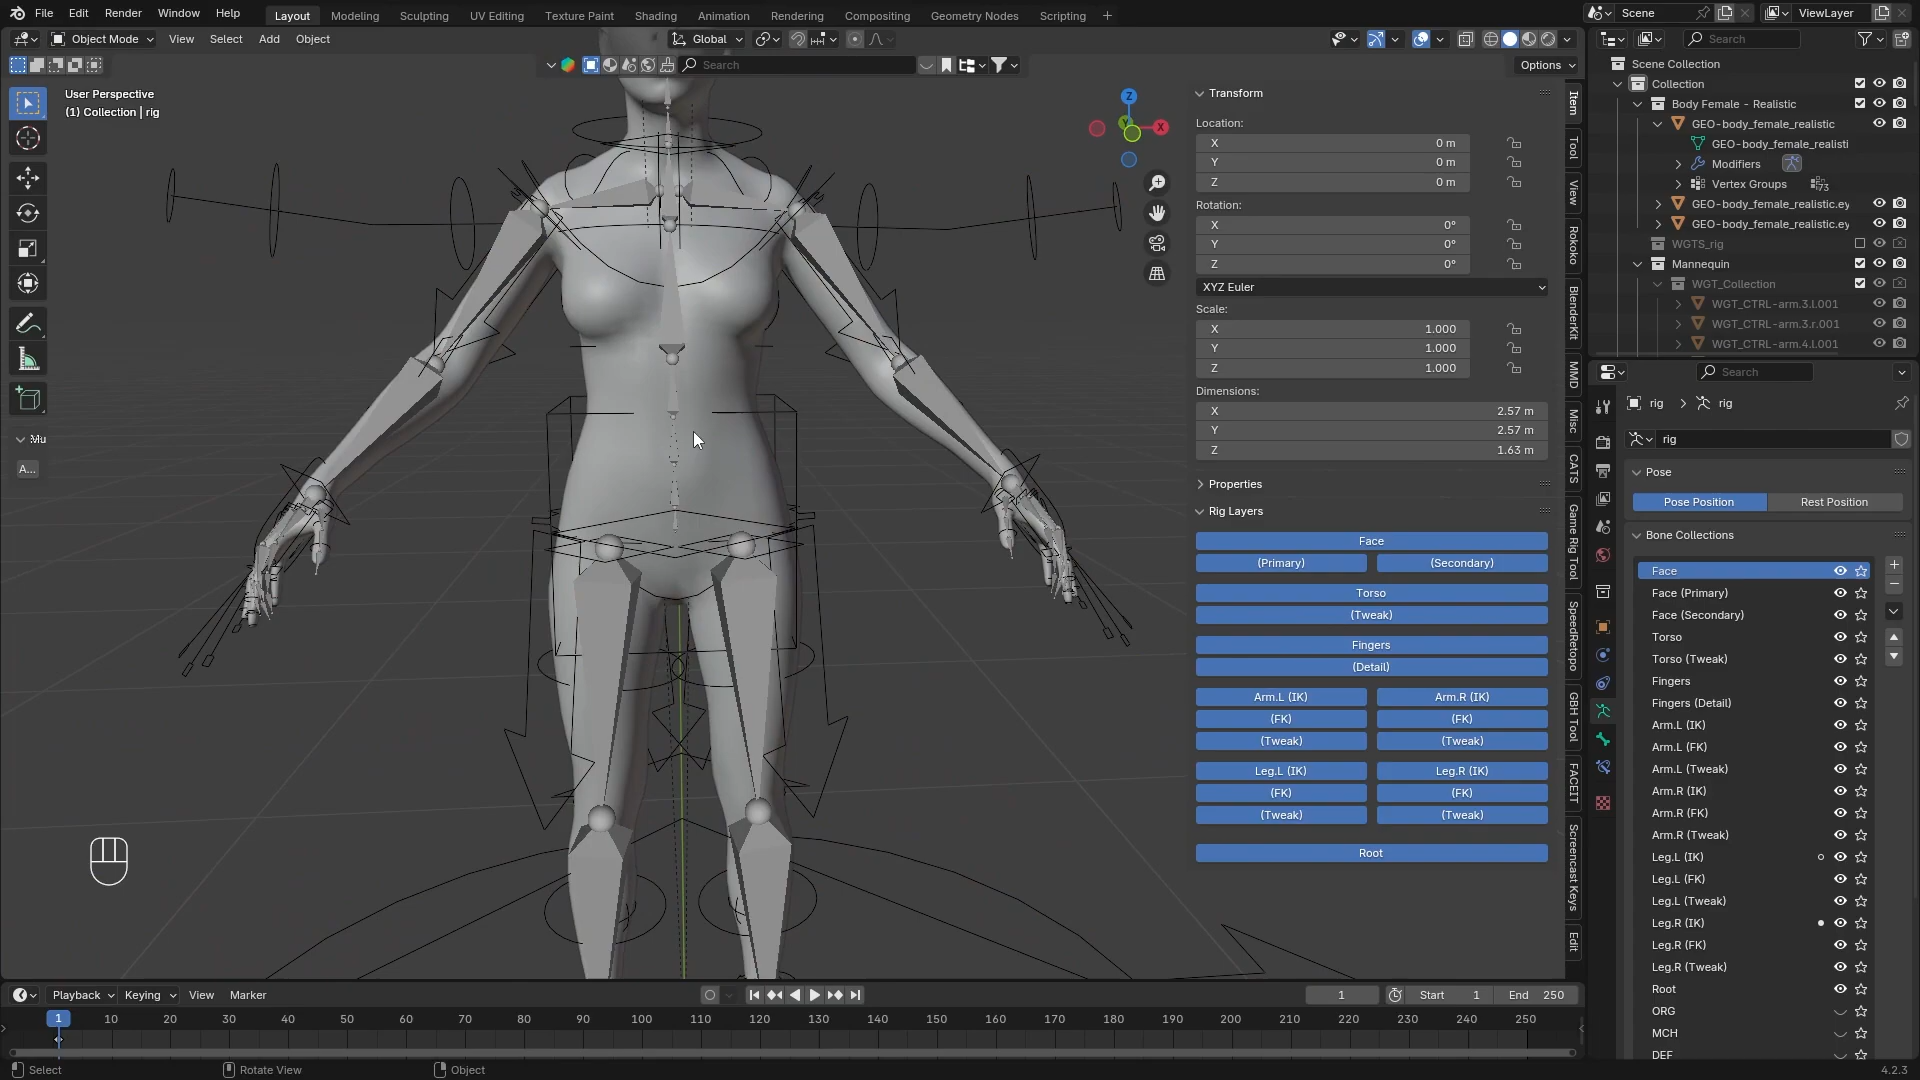 File Edit Render Window Help Layout Modeling Sculpting UV Editing Texture Paint Shading Animation Rendering Compositing Geometry Nodes Scripting + Scene ViewLayer
Object Mode View Select Add Object Global Search
Search Options
User Perspective
(1) Collection | rig
Z
X
Y
Mu
A...
Transform
Location:
X 0 m
Y 0 m
Z 0 m
Rotation:
X 0°
Y 0°
Z 0°
XYZ Euler
Scale:
X 1.000
Y 1.000
Z 1.000
Dimensions:
X 2.57 m
Y 2.57 m
Z 1.63 m
Properties
Rig Layers
Face
(Primary) (Secondary)
Torso
(Tweak)
Fingers
(Detail)
Arm.L (IK) Arm.R (IK)
(FK) (FK)
(Tweak) (Tweak)
Leg.L (IK) Leg.R (IK)
(FK) (FK)
(Tweak) (Tweak)
Root
Item
Tool
View
Rokoko
BlenderKit
MMD
Misc
CATS
Game Rig Tool
SpeedRetopo
GBH Tool
FACEIT
Screencast Keys
Edit
Scene Collection
Collection
Body Female - Realistic
GEO-body_female_realistic
GEO-body_female_realisti
Modifiers
Vertex Groups 73
GEO-body_female_realistic.ey
GEO-body_female_realistic.ey
WGTS_rig
Mannequin
WGT_Collection
WGT_CTRL-arm.3.l.001
WGT_CTRL-arm.3.r.001
WGT_CTRL-arm.4.l.001
Search
rig > rig
rig
Pose
Pose Position Rest Position
Bone Collections
Face
Face (Primary)
Face (Secondary)
Torso
Torso (Tweak)
Fingers
Fingers (Detail)
Arm.L (IK)
Arm.L (FK)
Arm.L (Tweak)
Arm.R (IK)
Arm.R (FK)
Arm.R (Tweak)
Leg.L (IK)
Leg.L (FK)
Leg.L (Tweak)
Leg.R (IK)
Leg.R (FK)
Leg.R (Tweak)
Root
ORG
MCH
DEF
Playback Keying View Marker 1 Start 1 End 250
1 10 20 30 40 50 60 70 80 90 100 110 120 130 140 150 160 170 180 190 200 210 220 230 240 250
Select Rotate View Object 4.2.3